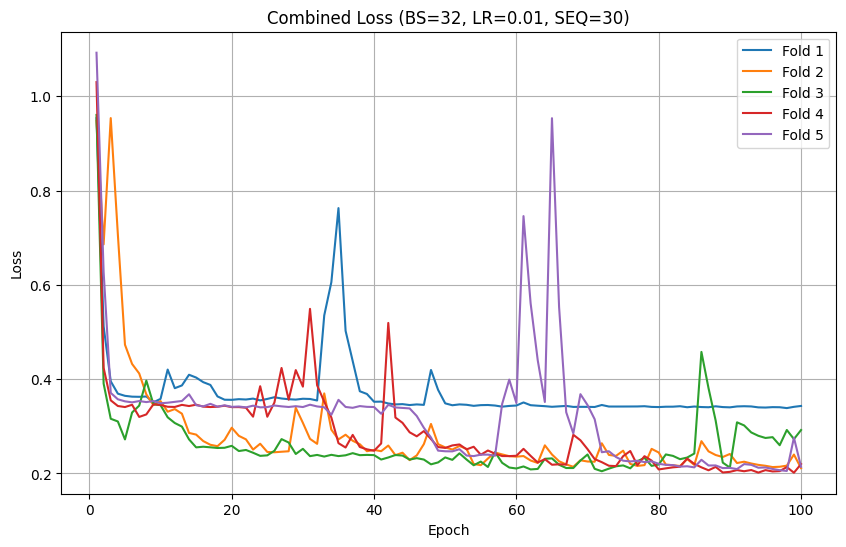 Combined Loss (BS=32, LR=0.01, SEQ=30)
Fold 1
Fold 2
Fold 3
Fold 4
Fold 5
Loss
1.0
0.8
0.6
0.4
0.2
0 20 40 60 80 100
Epoch